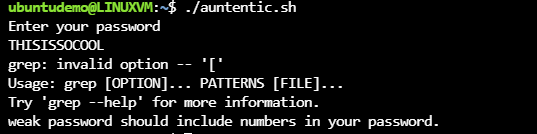 ubuntudemo@LINUXVM:~$ ./auntentic.sh
Enter your password
THISISSOCOOL
grep: invalid option -- '['
Usage: grep [OPTION]... PATTERNS [FILE]...
Try 'grep --help' for more information.
weak password should include numbers in your password.